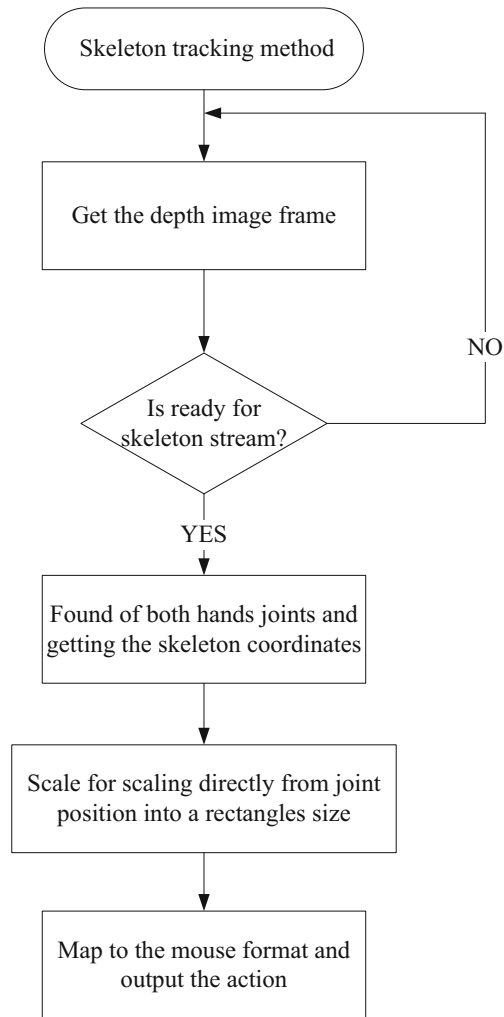 Skeleton tracking method
Get the depth image frame
NO
Is ready for
skeleton stream?
YES
Found of both hands joints and
getting the skeleton coordinates
Scale for scaling directly from joint
position into a rectangles size
Map to the mouse format and
output the action